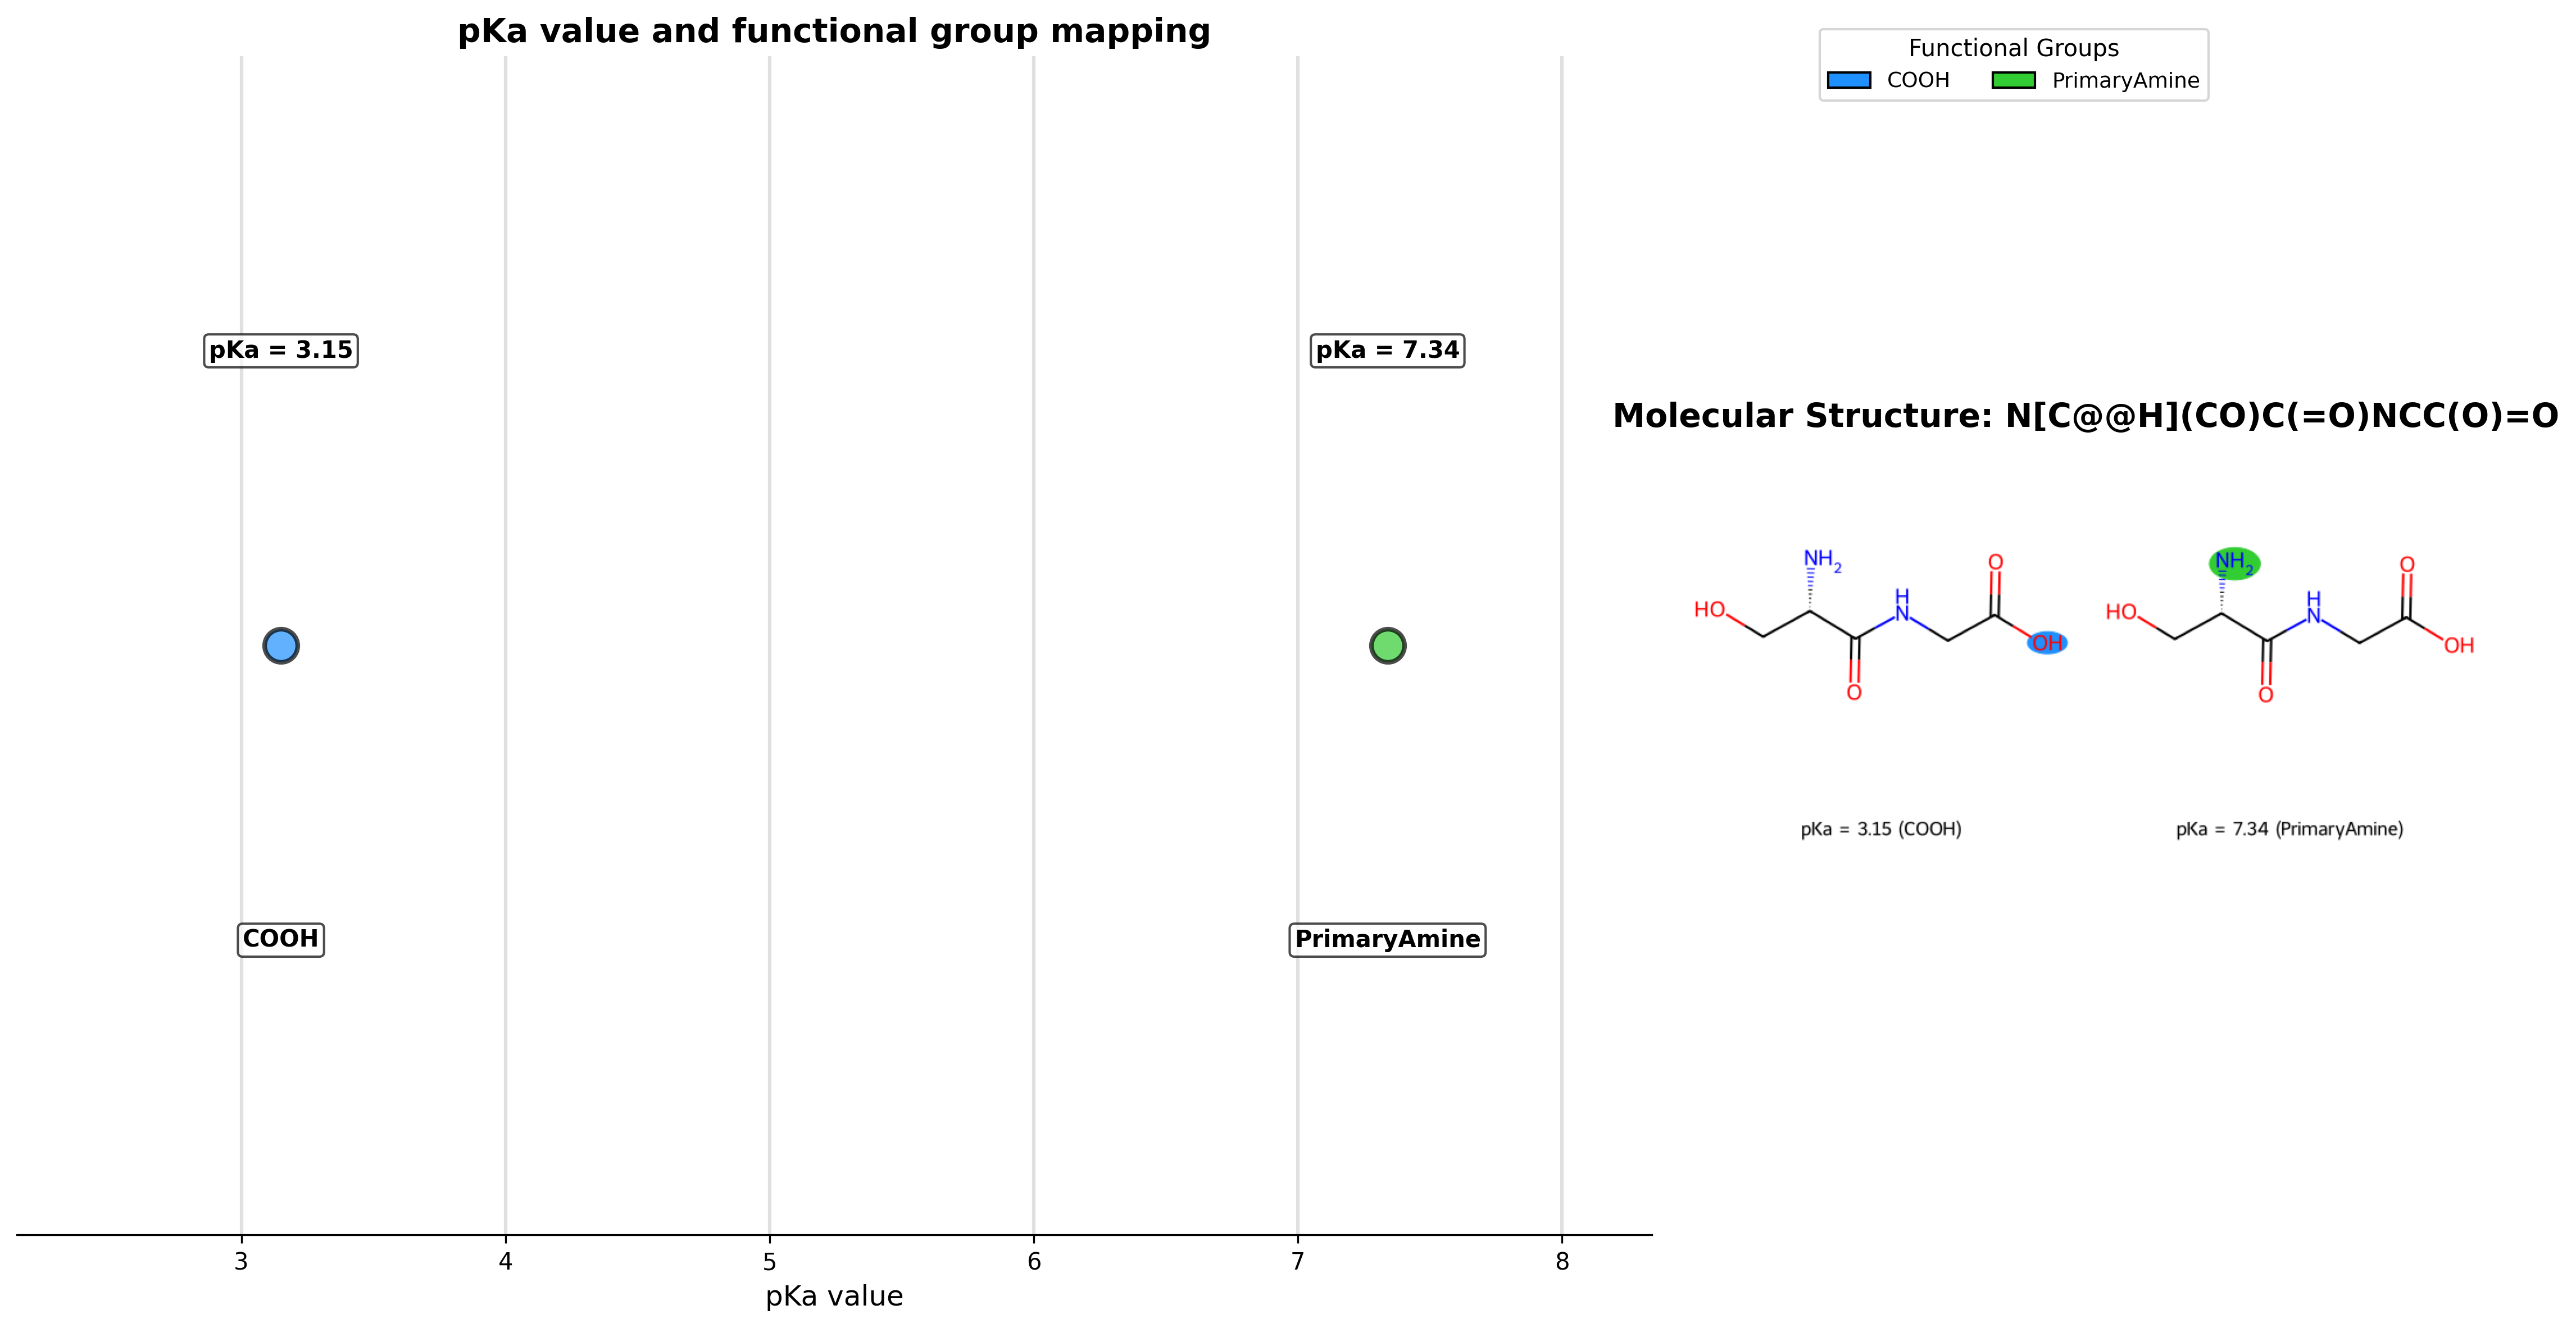 pKa value and functional group mapping
Functional Groups
COOH PrimaryAmine
pKa = 3.15 pKa = 7.34
COOH PrimaryAmine
3 4 5 6 7 8
pKa value
Molecular Structure: N[C@@H](CO)C(=O)NCC(O)=O
NH2
HO
O
H
N
O
OH
NH2
HO
O
H
N
O
OH
pKa = 3.15 (COOH) pKa = 7.34 (PrimaryAmine)